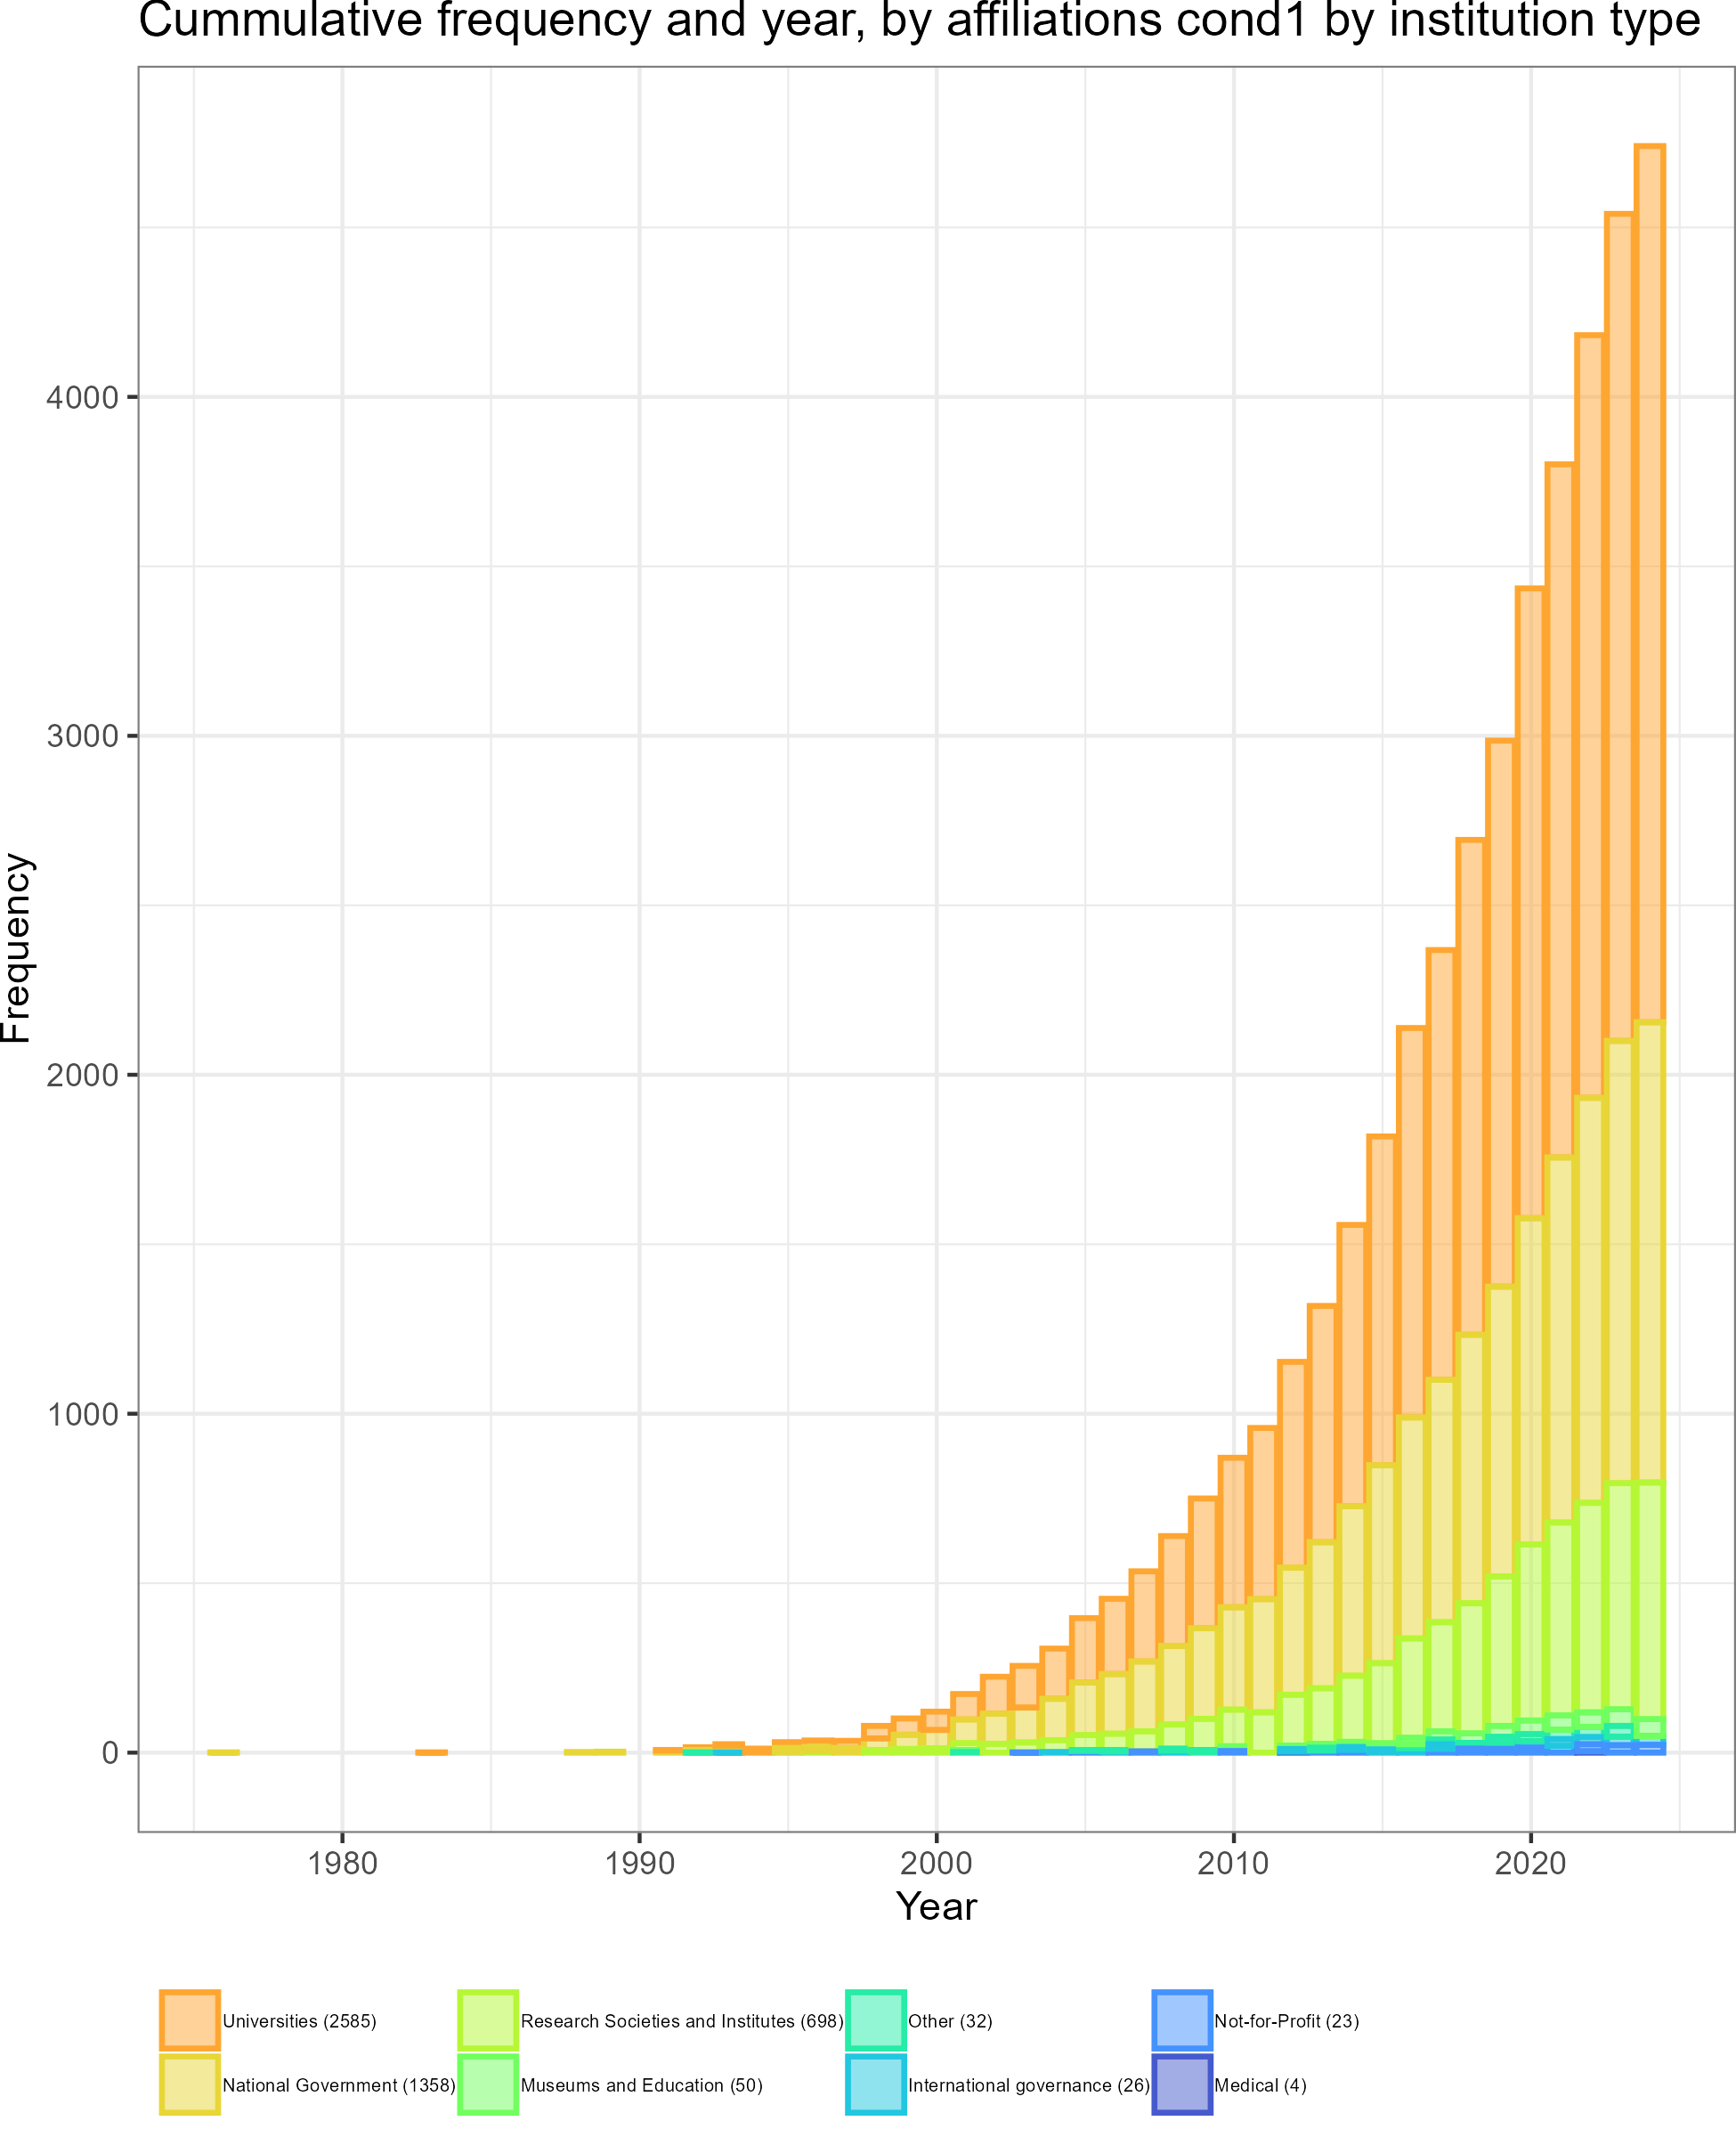 Cummulative frequency and year, by affiliations cond1 by institution type
4000
3000
2000
1000
0
Frequency
1980 1990 2000 2010 2020
Year
Universities (2585) Research Societies and Institutes (698) Other (32) Not-for-Profit (23)
National Government (1358) Museums and Education (50) International governance (26) Medical (4)